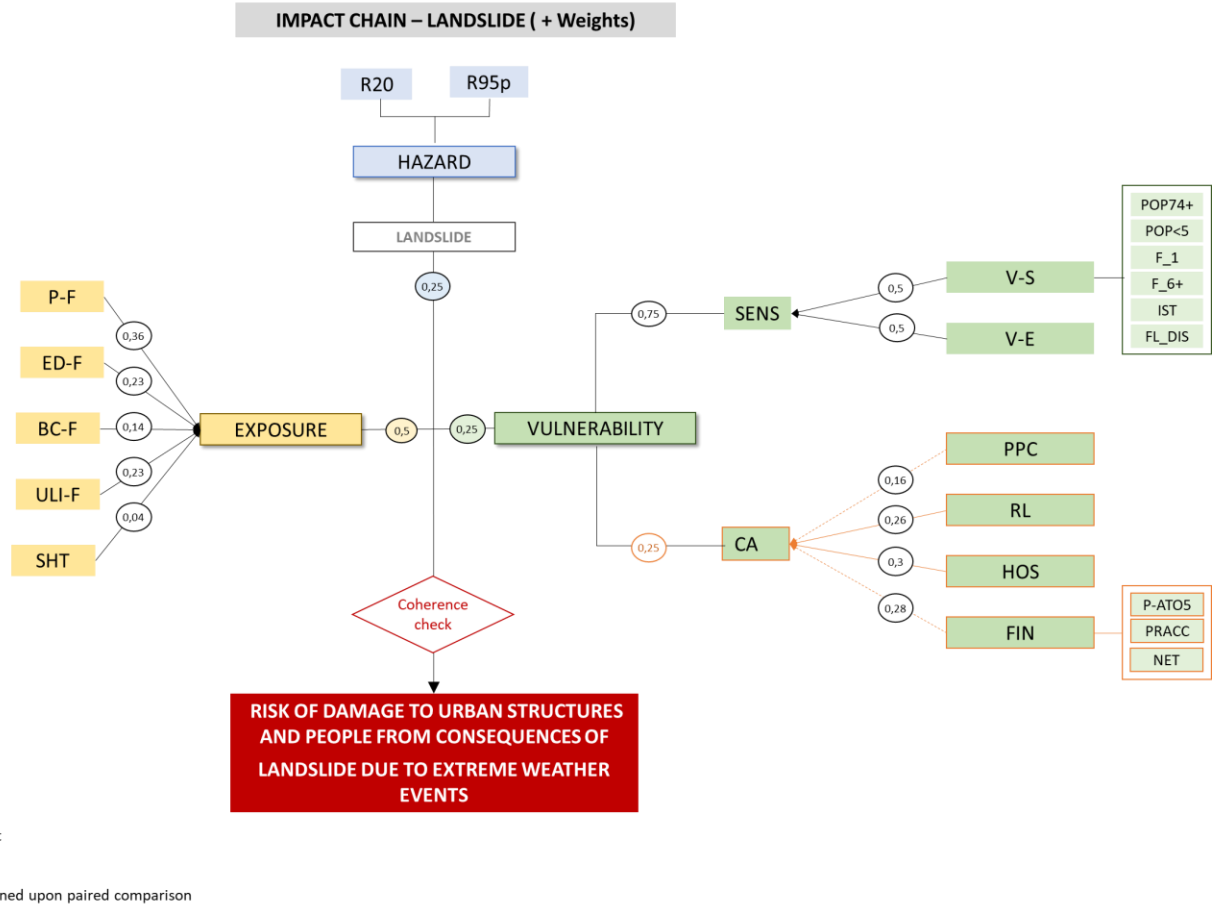 IMPACT CHAIN – LANDSLIDE ( + Weights)
R20
R95p
HAZARD
LANDSLIDE
0,25
P-F
ED-F
BC-F
ULI-F
SHT
0,36
0,23
0,14
0,23
0,04
EXPOSURE
0,5
0,25
VULNERABILITY
0,75
SENS
0,5
0,5
V-S
V-E
POP74+
POP<5
F_1
F_6+
IST
FL_DIS
0,25
CA
0,16
0,26
0,3
0,28
PPC
RL
HOS
FIN
P-ATO5
PRACC
NET
Coherence
check
RISK OF DAMAGE TO URBAN STRUCTURES
AND PEOPLE FROM CONSEQUENCES OF
LANDSLIDE DUE TO EXTREME WEATHER
EVENTS
ned upon paired comparison